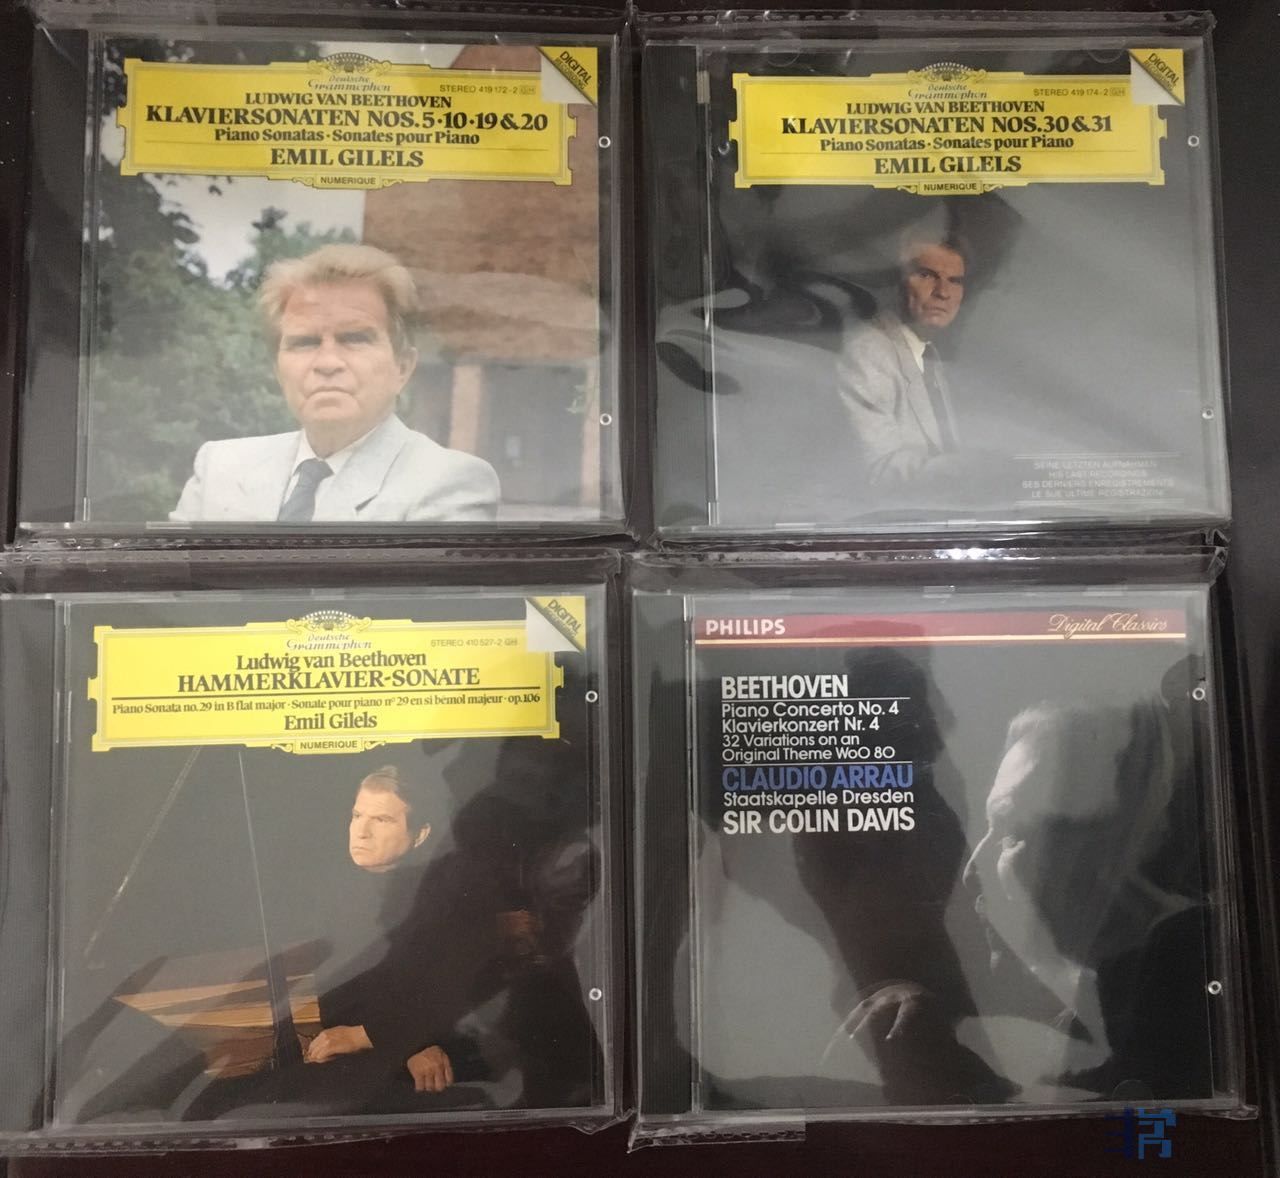 DIGITAL
RECORDING
Deutsche
Grammophon
STEREO 419 172-2 GH
LUDWIG VAN BEETHOVEN
KLAVIERSONATEN NOS.5·10·19&20
Piano Sonatas·Sonates pour Piano
EMIL GILELS
NUMERIQUE
DIGITAL
RECORDING
Deutsche
Grammophon
STEREO 419 174-2 GH
LUDWIG VAN BEETHOVEN
KLAVIERSONATEN NOS.30&31
Piano Sonatas·Sonates pour Piano
EMIL GILELS
NUMERIQUE
SEINE LETZTEN AUFNAHMEN
HIS LAST RECORDINGS
SES DERNIERS ENREGISTREMENTS
LE SUE ULTIME REGISTRAZIONI
DIGITAL
Deutsche
Grammophon
STEREO 410 527-2 GH
Ludwig van Beethoven
HAMMERKLAVIER-SONATE
Piano Sonata no.29 in B flat major·Sonate pour piano nº 29 en si bémol majeur·op.106
Emil Gilels
NUMERIQUE
PHILIPS
Digital Classics
BEETHOVEN
Piano Concerto No. 4
Klavierkonzert Nr. 4
32 Variations on an
Original Theme WoO 80
CLAUDIO ARRAU
Staatskapelle Dresden
SIR COLIN DAVIS